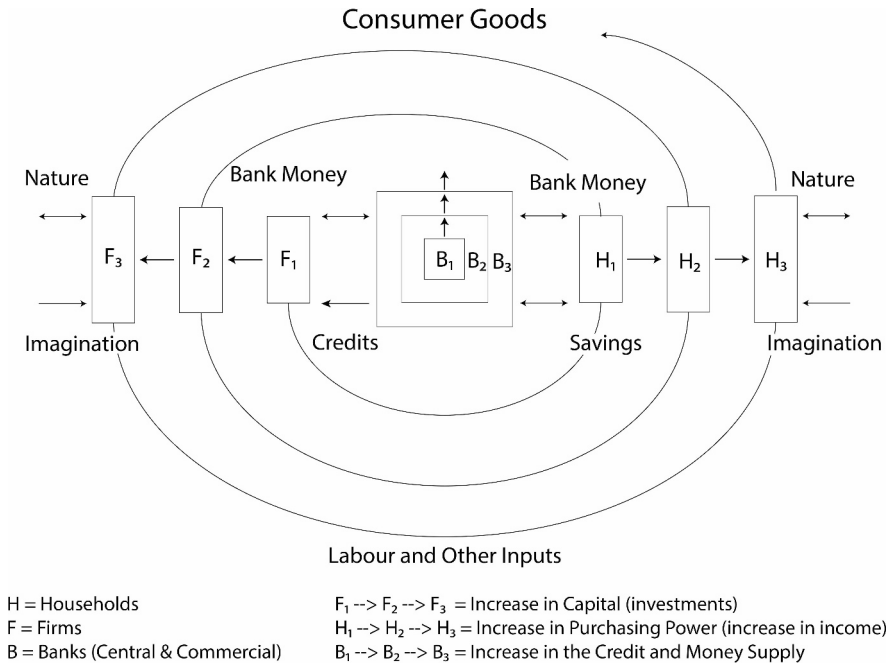 Consumer Goods
Nature
Bank Money
Bank Money
Nature
F₃
F₂
F₁
B₁ B₂ B₃
H₁
H₂
H₃
Imagination
Credits
Savings
Imagination
Labour and Other Inputs
H = Households
F = Firms
B = Banks (Central & Commercial)
F₁ --> F₂ --> F₃ = Increase in Capital (investments)
H₁ --> H₂ --> H₃ = Increase in Purchasing Power (increase in income)
B₁ --> B₂ --> B₃ = Increase in the Credit and Money Supply